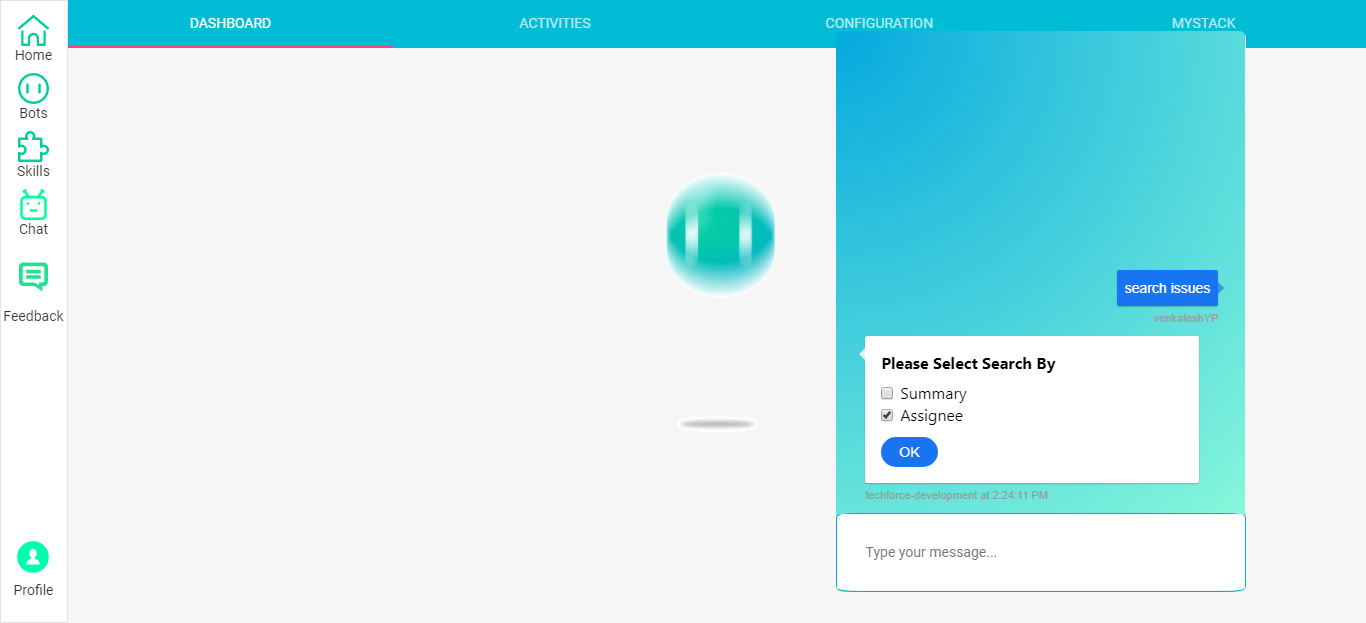 DASHBOARD
ACTIVITIES
CONFIGURATION
MYSTACK
Home
Bots
Skills
Chat
Feedback
Profile
search issues
venkateshYP
Please Select Search By
Summary
Assignee
OK
techforce-development at 2:24:11 PM
Type your message...